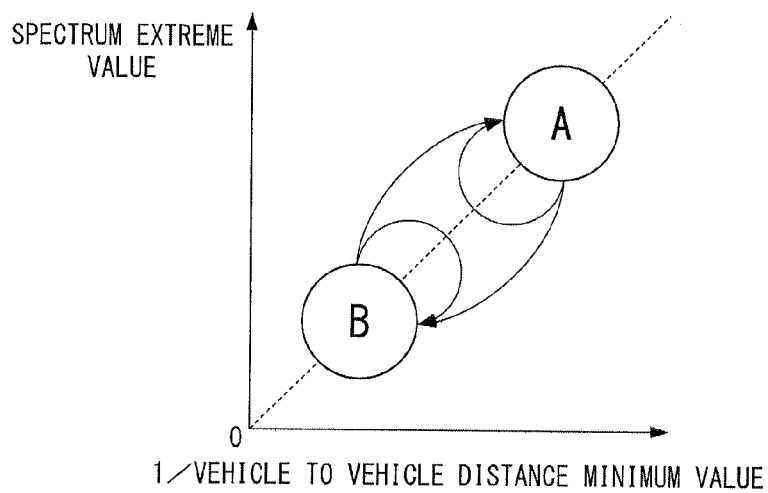 SPECTRUM EXTREME
VALUE
A
B
0
1/VEHICLE TO VEHICLE DISTANCE MINIMUM VALUE